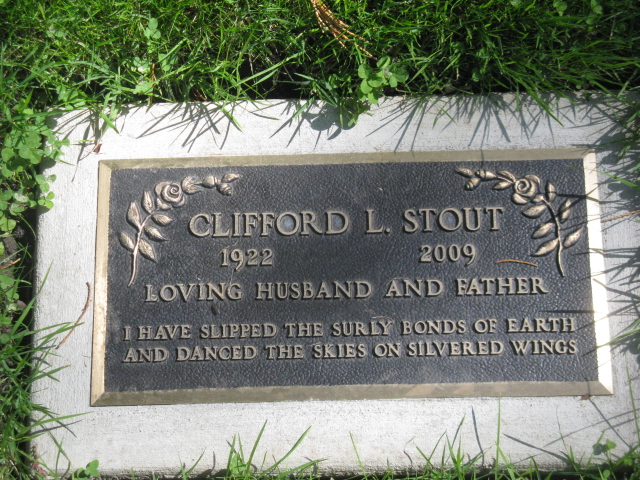 CLIFFORD L. STOUT
1922 2009
LOVING HUSBAND AND FATHER
I HAVE SLIPPED THE SURLY BONDS OF EARTH
AND DANCED THE SKIES ON SILVERED WINGS